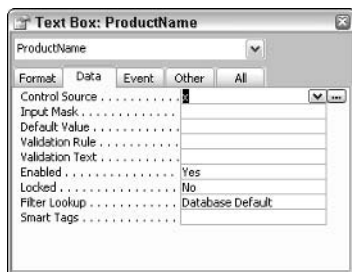 Text Box: ProductName
ProductName
Format Data Event Other All
Control Source . . . . . . . . . . . x
Input Mask . . . . . . . . . . . . .
Default Value . . . . . . . . . . . .
Validation Rule . . . . . . . . . . .
Validation Text . . . . . . . . . . .
Enabled . . . . . . . . . . . . . . . Yes
Locked . . . . . . . . . . . . . . . . No
Filter Lookup . . . . . . . . . . . . Database Default
Smart Tags . . . . . . . . . . . . .